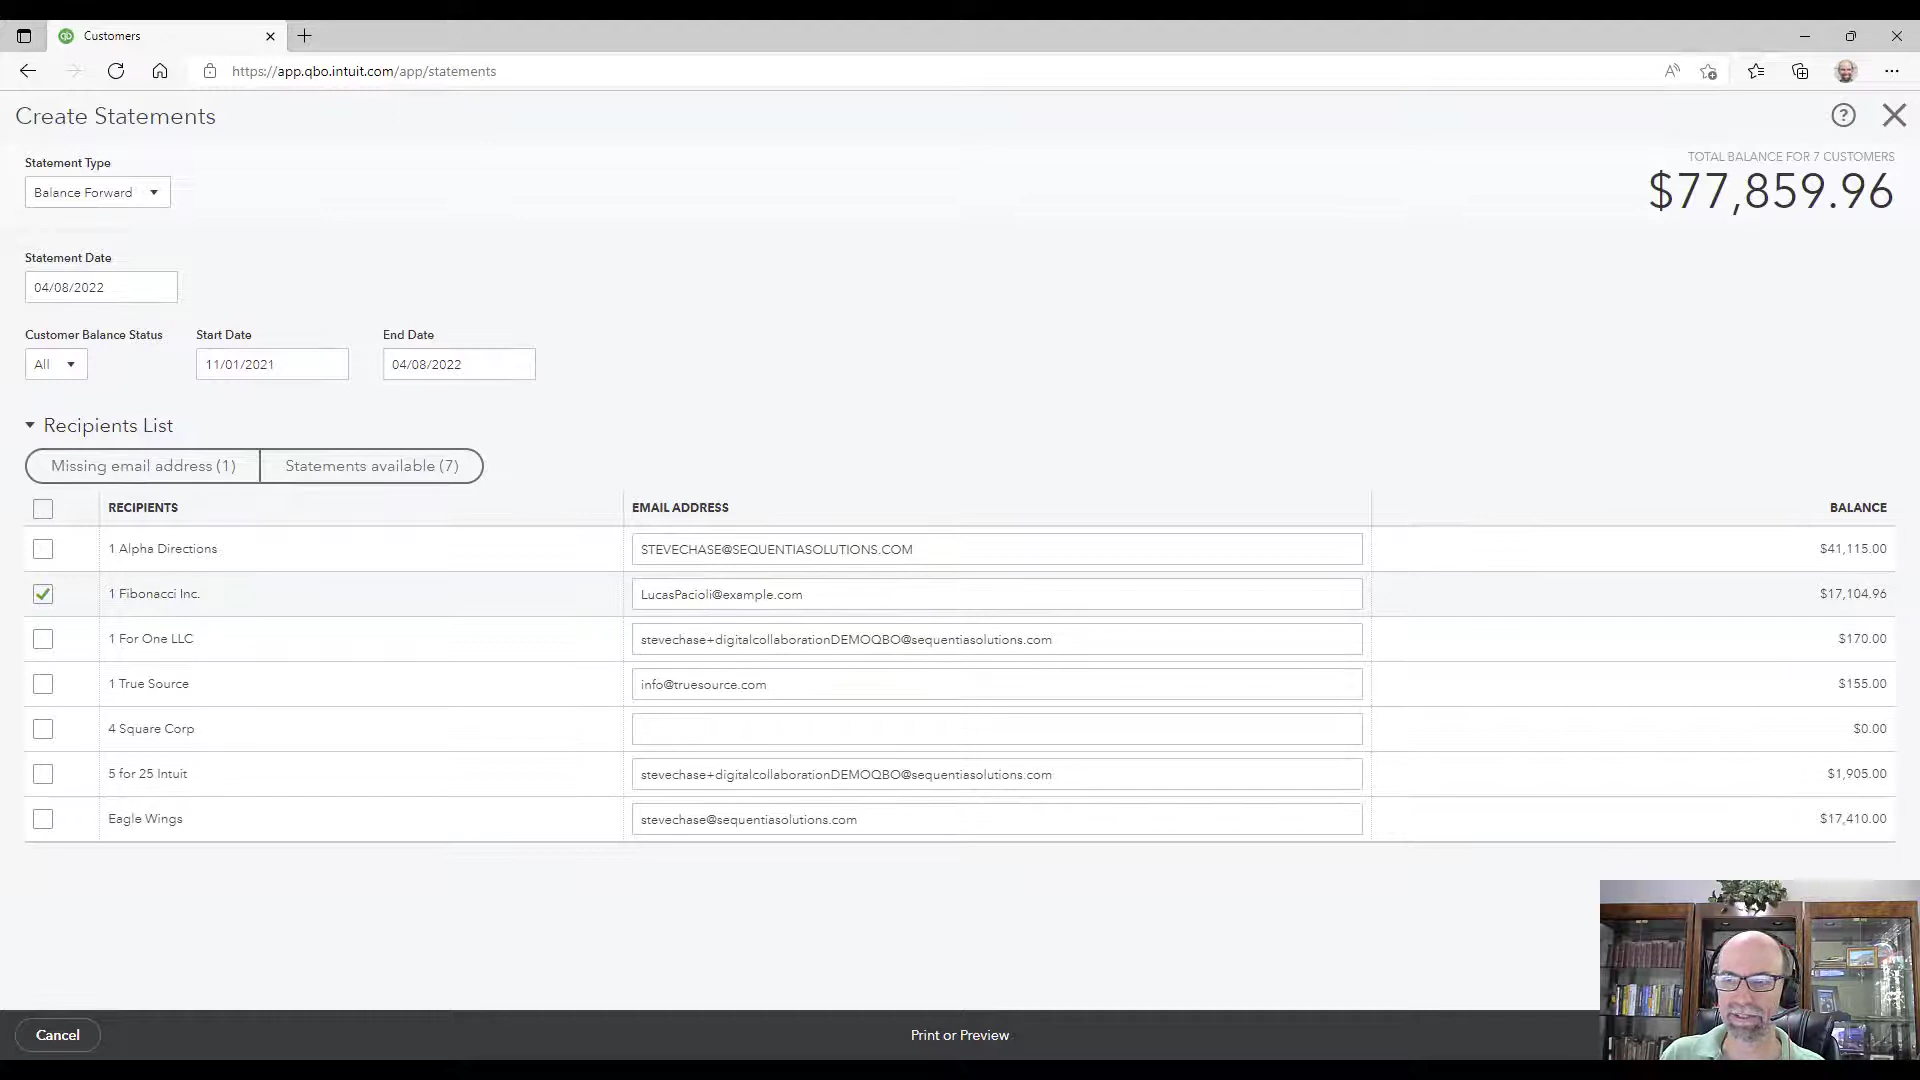 Customers
https://app.qbo.intuit.com/app/statements
Create Statements
Statement Type
Balance Forward
TOTAL BALANCE FOR 7 CUSTOMERS
$77,859.96
Statement Date
04/08/2022
Customer Balance Status Start Date End Date
All 11/01/2021 04/08/2022
Recipients List
Missing email address (1) Statements available (7)
RECIPIENTS EMAIL ADDRESS BALANCE
1 Alpha Directions STEVECHASE@SEQUENTIASOLUTIONS.COM $41,115.00
1 Fibonacci Inc. LucasPacioli@example.com $17,104.96
1 For One LLC stevechase+digitalcollaborationDEMOQBO@sequentiasolutions.com $170.00
1 True Source info@truesource.com $155.00
4 Square Corp $0.00
5 for 25 Intuit stevechase+digitalcollaborationDEMOQBO@sequentiasolutions.com $1,905.00
Eagle Wings stevechase@sequentiasolutions.com $17,410.00
Cancel Print or Preview